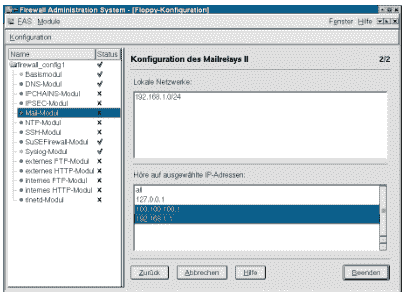 Firewall Administration System - [Floppy-Konfiguration]
EAS Module Fenster Hilfe
Konfiguration
Name Status
firewall_config1
Basismodul
DNS-Modul
IPCHAINS-Modul
IPSEC-Modul
Mail-Modul
NTP-Modul
SSH-Modul
SuSEFirewall-Modul
Syslog-Modul
externes FTP-Modul
externes HTTP-Modul
internes FTP-Modul
internes HTTP-Modul
xinetd-Modul
Konfiguration des Mailrelays II 2/2
Lokale Netzwerke:
192.168.1.0/24
Höre auf ausgewählte IP-Adressen:
all
127.0.0.1
100.100.100.1
192.168.1.1
Zurück Abbrechen Hilfe Beenden